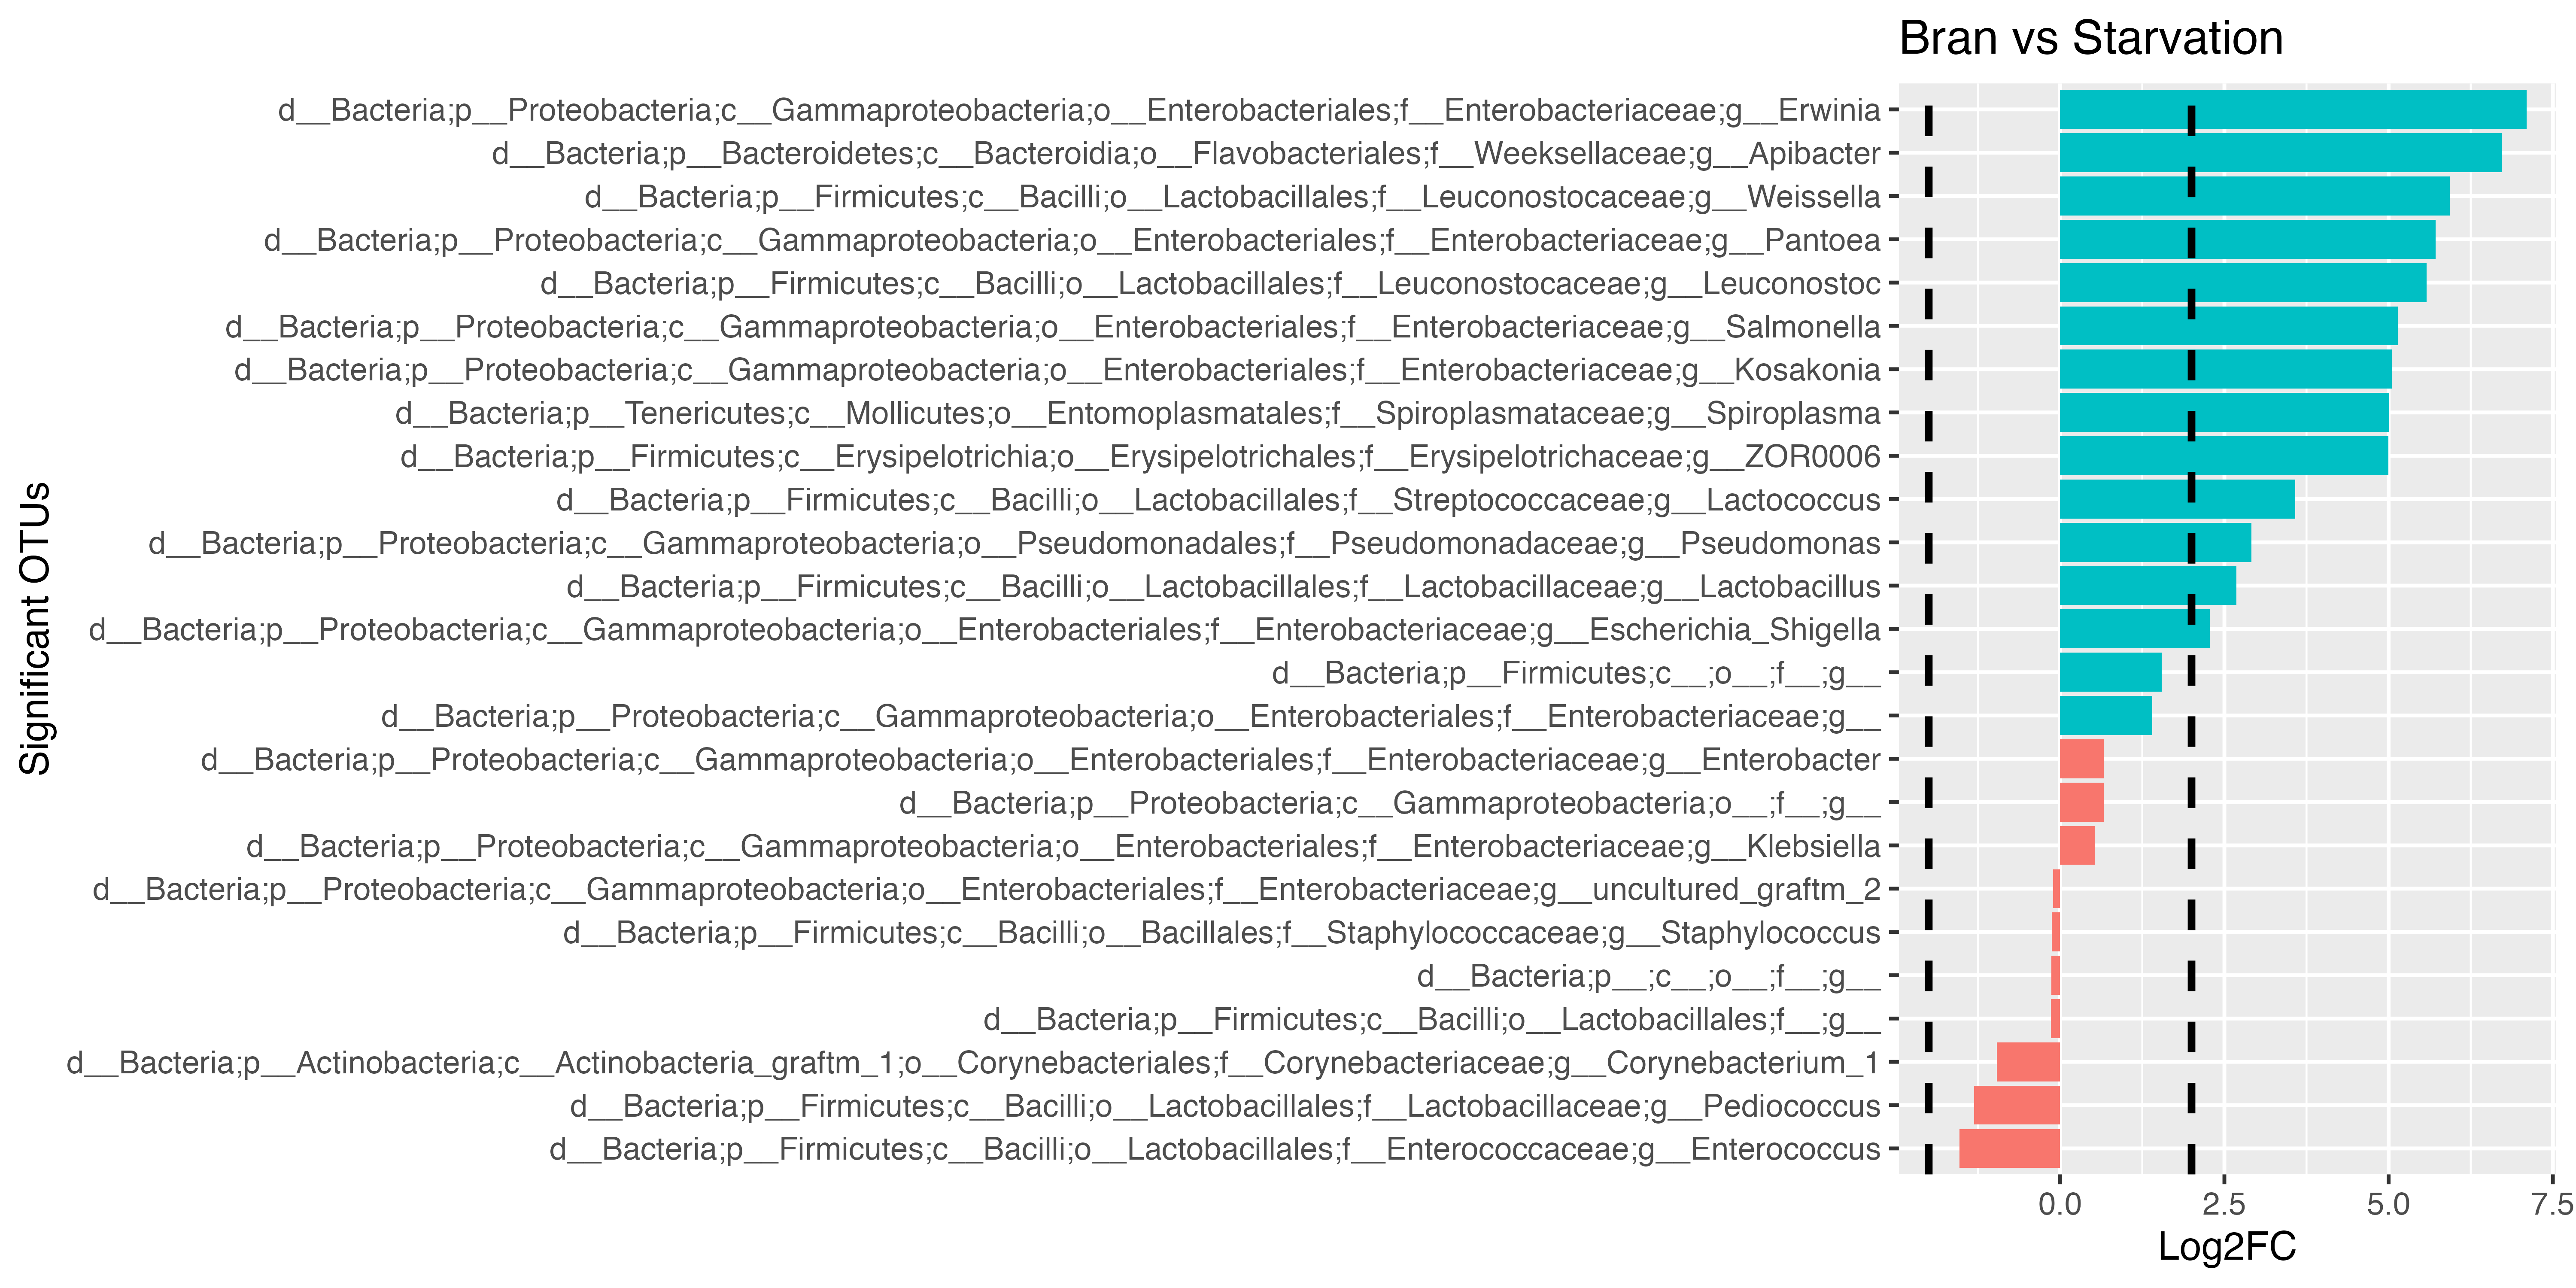 Bran vs Starvation
d__Bacteria;p__Proteobacteria;c__Gammaproteobacteria;o__Enterobacteriales;f__Enterobacteriaceae;g__Erwinia
d__Bacteria;p__Bacteroidetes;c__Bacteroidia;o__Flavobacteriales;f__Weeksellaceae;g__Apibacter
d__Bacteria;p__Firmicutes;c__Bacilli;o__Lactobacillales;f__Leuconostocaceae;g__Weissella
d__Bacteria;p__Proteobacteria;c__Gammaproteobacteria;o__Enterobacteriales;f__Enterobacteriaceae;g__Pantoea
d__Bacteria;p__Firmicutes;c__Bacilli;o__Lactobacillales;f__Leuconostocaceae;g__Leuconostoc
d__Bacteria;p__Proteobacteria;c__Gammaproteobacteria;o__Enterobacteriales;f__Enterobacteriaceae;g__Salmonella
d__Bacteria;p__Proteobacteria;c__Gammaproteobacteria;o__Enterobacteriales;f__Enterobacteriaceae;g__Kosakonia
d__Bacteria;p__Tenericutes;c__Mollicutes;o__Entomoplasmatales;f__Spiroplasmataceae;g__Spiroplasma
d__Bacteria;p__Firmicutes;c__Erysipelotrichia;o__Erysipelotrichales;f__Erysipelotrichaceae;g__ZOR0006
d__Bacteria;p__Firmicutes;c__Bacilli;o__Lactobacillales;f__Streptococcaceae;g__Lactococcus
d__Bacteria;p__Proteobacteria;c__Gammaproteobacteria;o__Pseudomonadales;f__Pseudomonadaceae;g__Pseudomonas
d__Bacteria;p__Firmicutes;c__Bacilli;o__Lactobacillales;f__Lactobacillaceae;g__Lactobacillus
d__Bacteria;p__Proteobacteria;c__Gammaproteobacteria;o__Enterobacteriales;f__Enterobacteriaceae;g__Escherichia_Shigella
d__Bacteria;p__Firmicutes;c__;o__;f__;g__
d__Bacteria;p__Proteobacteria;c__Gammaproteobacteria;o__Enterobacteriales;f__Enterobacteriaceae;g__
d__Bacteria;p__Proteobacteria;c__Gammaproteobacteria;o__Enterobacteriales;f__Enterobacteriaceae;g__Enterobacter
d__Bacteria;p__Proteobacteria;c__Gammaproteobacteria;o__;f__;g__
d__Bacteria;p__Proteobacteria;c__Gammaproteobacteria;o__Enterobacteriales;f__Enterobacteriaceae;g__Klebsiella
d__Bacteria;p__Proteobacteria;c__Gammaproteobacteria;o__Enterobacteriales;f__Enterobacteriaceae;g__uncultured_graftm_2
d__Bacteria;p__Firmicutes;c__Bacilli;o__Bacillales;f__Staphylococcaceae;g__Staphylococcus
d__Bacteria;p__;c__;o__;f__;g__
d__Bacteria;p__Firmicutes;c__Bacilli;o__Lactobacillales;f__;g__
d__Bacteria;p__Actinobacteria;c__Actinobacteria_graftm_1;o__Corynebacteriales;f__Corynebacteriaceae;g__Corynebacterium_1
d__Bacteria;p__Firmicutes;c__Bacilli;o__Lactobacillales;f__Lactobacillaceae;g__Pediococcus
d__Bacteria;p__Firmicutes;c__Bacilli;o__Lactobacillales;f__Enterococcaceae;g__Enterococcus
Significant OTUs
0.0 2.5 5.0 7.5
Log2FC